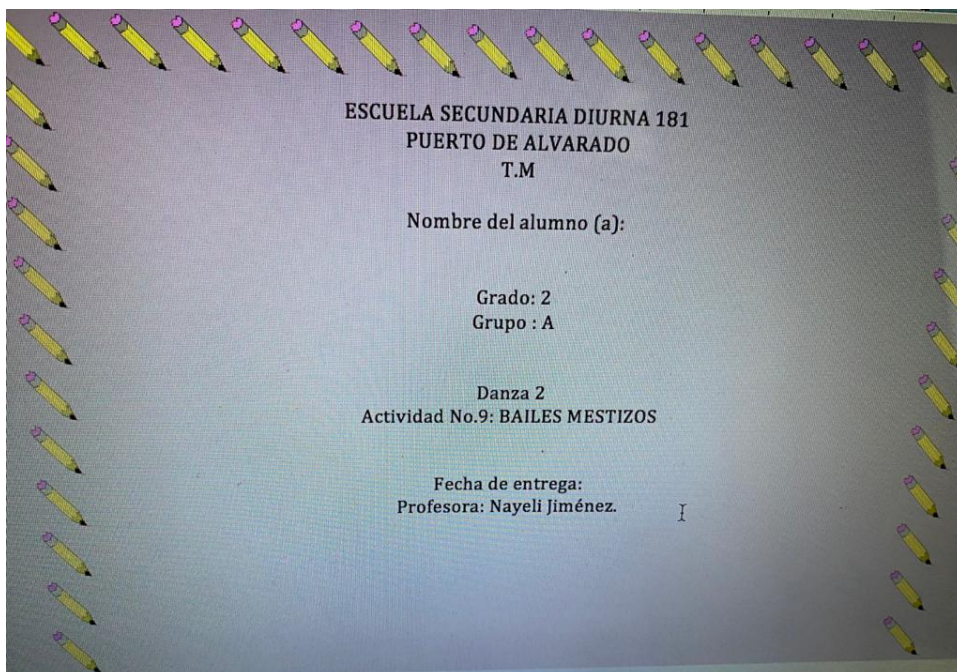 ESCUELA SECUNDARIA DIURNA 181
PUERTO DE ALVARADO
T.M
Nombre del alumno (a):
Grado: 2
Grupo : A
Danza 2
Actividad No.9: BAILES MESTIZOS
Fecha de entrega:
Profesora: Nayeli Jiménez.